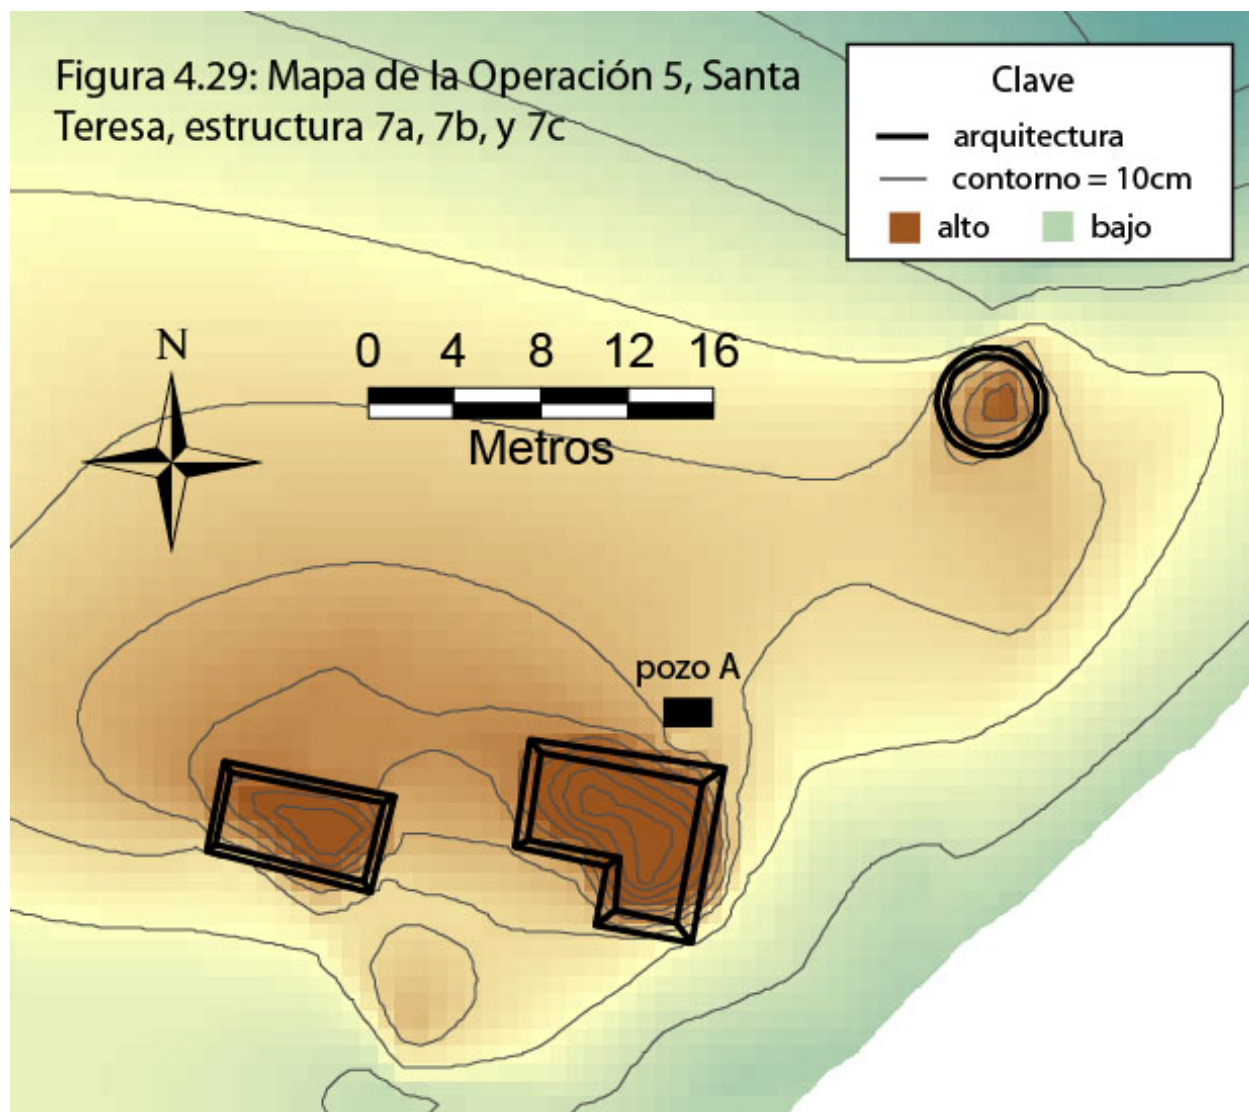 Figura 4.29: Mapa de la Operación 5, Santa
Teresa, estructura 7a, 7b, y 7c
Clave
arquitectura
contorno = 10cm
alto bajo
N
0 4 8 12 16
Metros
pozo A